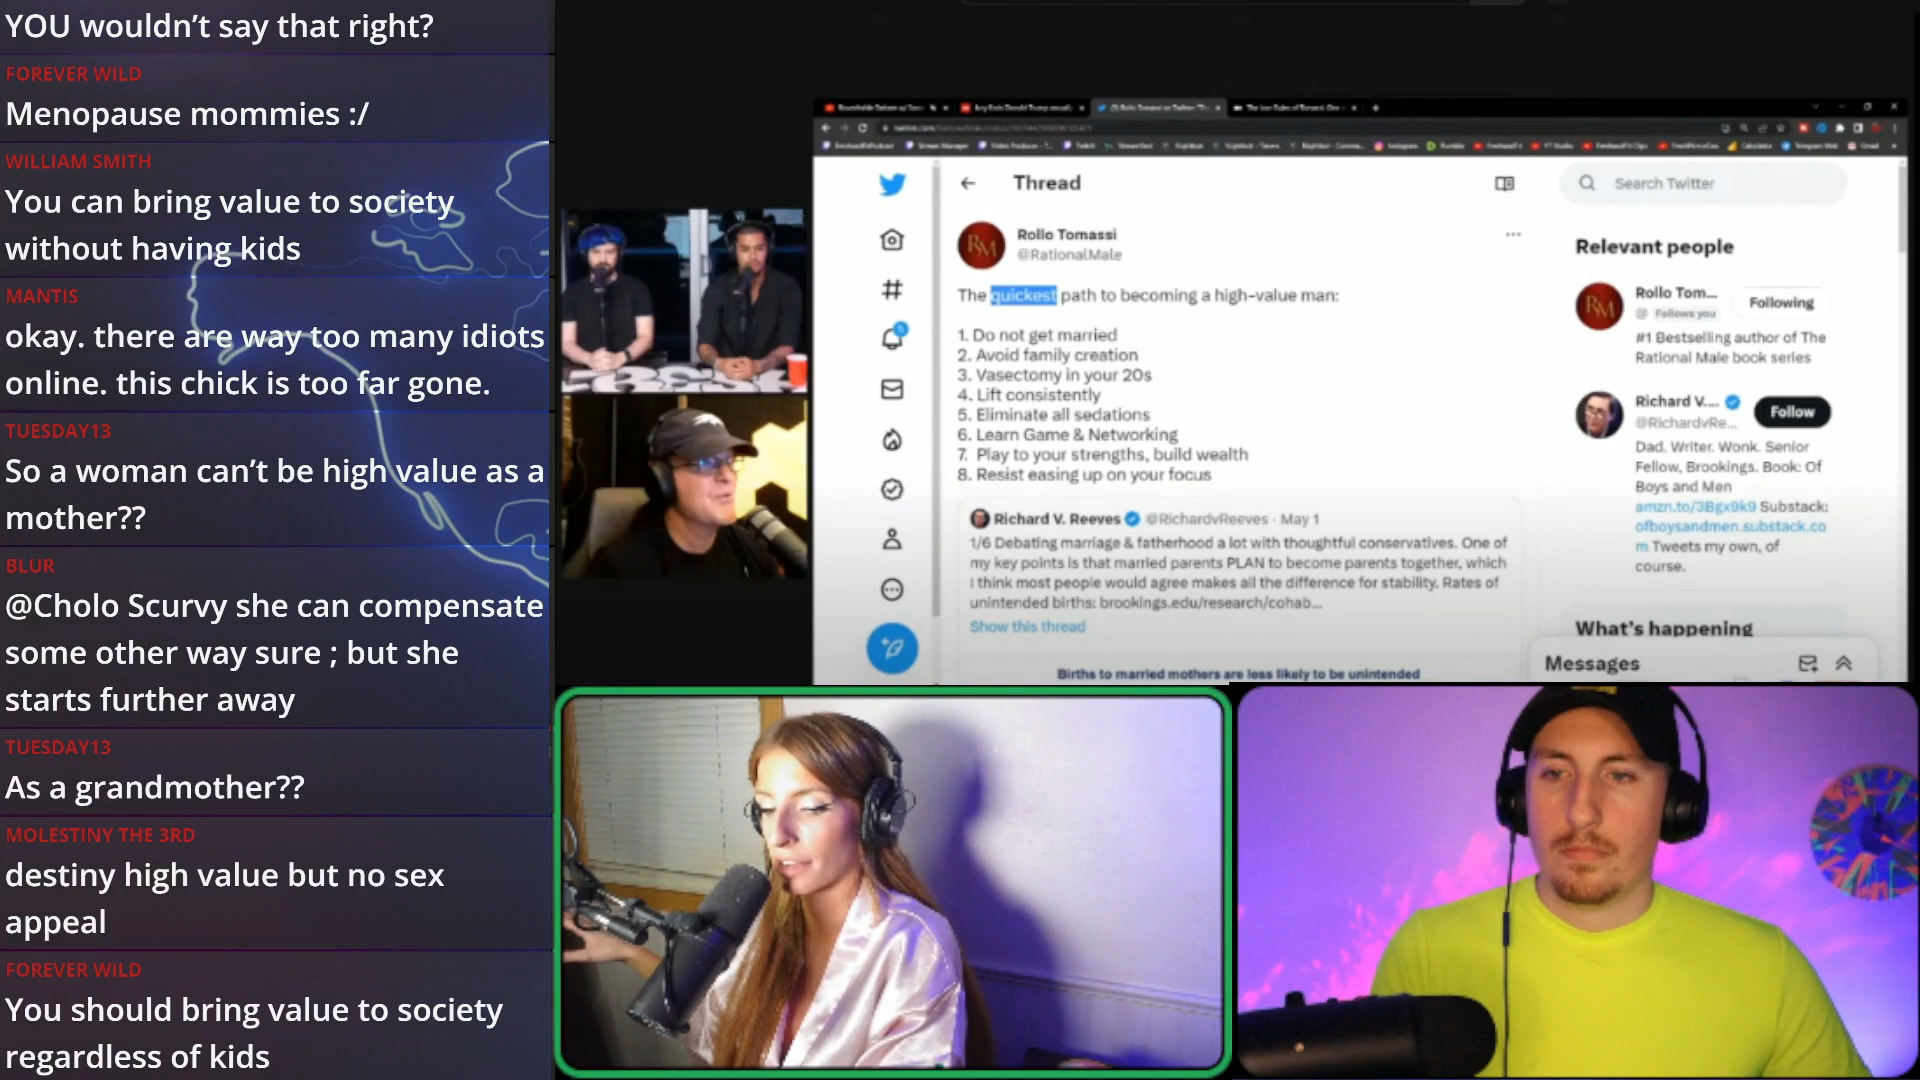 YOU wouldn't say that right?
FOREVER WILD
Menopause mommies :/
WILLIAM SMITH
You can bring value to society
without having kids
MANTIS
okay. there are way too many idiots
online. this chick is too far gone.
TUESDAY13
So a woman can't be high value as a
mother??
BLUR
@Cholo Scurvy she can compensate
some other way sure ; but she
starts further away
TUESDAY13
As a grandmother??
MOLESTINY THE 3RD
destiny high value but no sex
appeal
FOREVER WILD
You should bring value to society
regardless of kids
Thread
Rollo Tomassi
@RationalMale
The quickest path to becoming a high-value man:
1. Do not get married
2. Avoid family creation
3. Vasectomy in your 20s
4. Lift consistently
5. Eliminate all sedations
6. Learn Game & Networking
7. Play to your strengths, build wealth
8. Resist easing up on your focus
Richard V. Reeves @RichardvReeves · May 1
1/6 Debating marriage & fatherhood a lot with thoughtful conservatives. One of
my key points is that married parents PLAN to become parents together, which
I think most people would agree makes all the difference for stability. Rates of
unintended births: brookings.edu/research/cohab...
Show this thread
Births to married mothers are less likely to be unintended
Search Twitter
Relevant people
Rollo Tom...
@ Follows you
Following
#1 Bestselling author of The
Rational Male book series
Richard V....
@RichardvRe...
Follow
Dad. Writer. Wonk. Senior
Fellow, Brookings. Book: Of
Boys and Men
amzn.to/3Bgx9k9 Substack:
ofboysandmen.substack.co
m Tweets my own, of
course.
What's happening
Messages